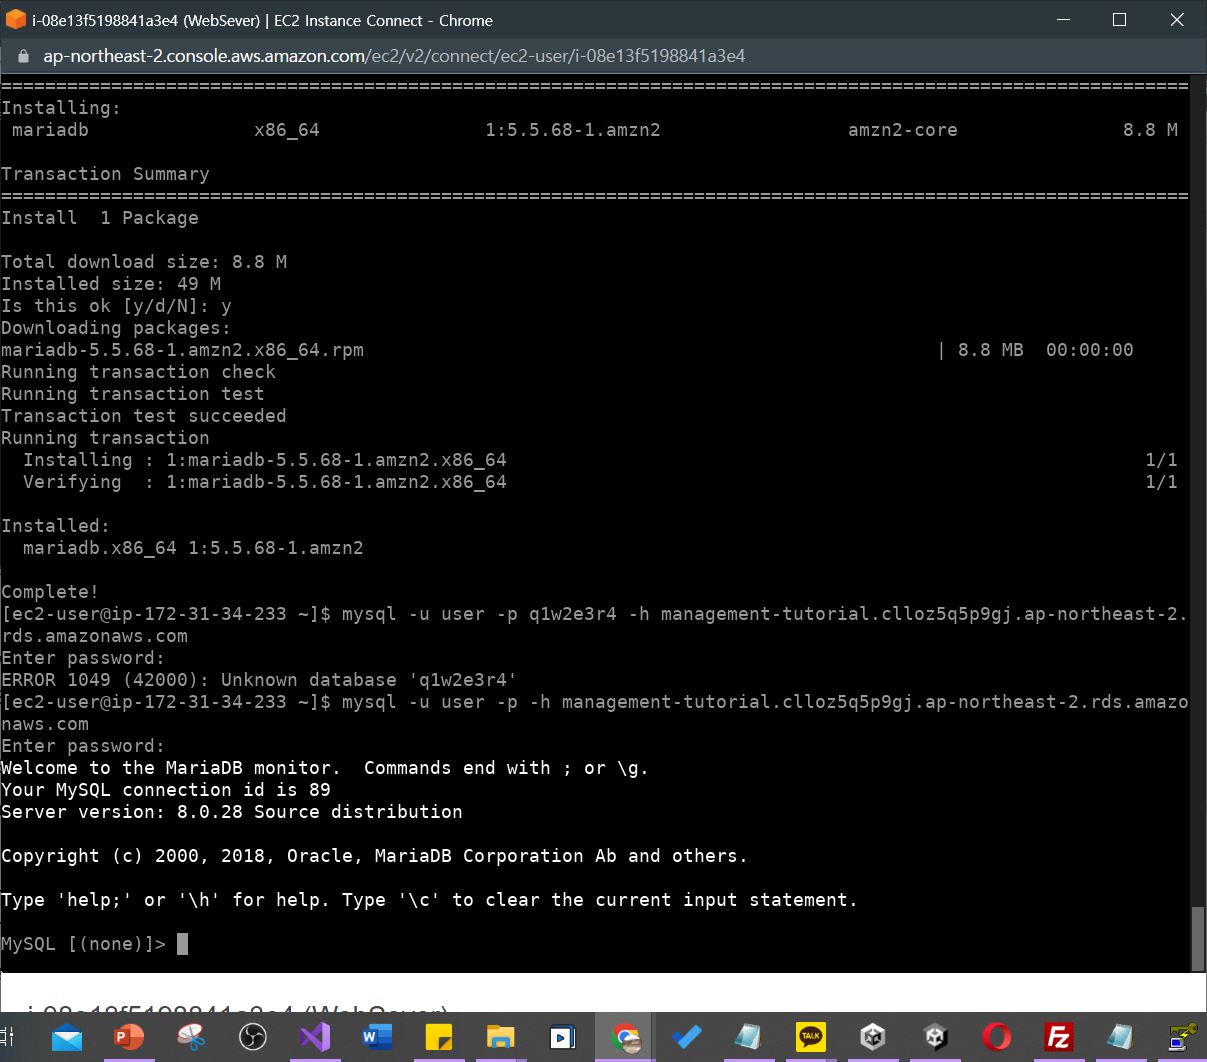 i-08e13f5198841a3e4 (WebSever) | EC2 Instance Connect - Chrome
ap-northeast-2.console.aws.amazon.com/ec2/v2/connect/ec2-user/i-08e13f5198841a3e4
================================================================================
Installing:
mariadb x86_64 1:5.5.68-1.amzn2 amzn2-core 8.8 M
Transaction Summary
================================================================================
Install 1 Package
Total download size: 8.8 M
Installed size: 49 M
Is this ok [y/d/N]: y
Downloading packages:
mariadb-5.5.68-1.amzn2.x86_64.rpm | 8.8 MB 00:00:00
Running transaction check
Running transaction test
Transaction test succeeded
Running transaction
Installing : 1:mariadb-5.5.68-1.amzn2.x86_64 1/1
Verifying : 1:mariadb-5.5.68-1.amzn2.x86_64 1/1
Installed:
mariadb.x86_64 1:5.5.68-1.amzn2
Complete!
[ec2-user@ip-172-31-34-233 ~]$ mysql -u user -p q1w2e3r4 -h management-tutorial.clloz5q5p9gj.ap-northeast-2.
rds.amazonaws.com
Enter password:
ERROR 1049 (42000): Unknown database 'q1w2e3r4'
[ec2-user@ip-172-31-34-233 ~]$ mysql -u user -p -h management-tutorial.clloz5q5p9gj.ap-northeast-2.rds.amazo
naws.com
Enter password:
Welcome to the MariaDB monitor.  Commands end with ; or \g.
Your MySQL connection id is 89
Server version: 8.0.28 Source distribution
Copyright (c) 2000, 2018, Oracle, MariaDB Corporation Ab and others.
Type 'help;' or '\h' for help. Type '\c' to clear the current input statement.
MySQL [(none)]>
i-08e13f5198841a3e4 (WebSever)
P
W
TALK
Fz